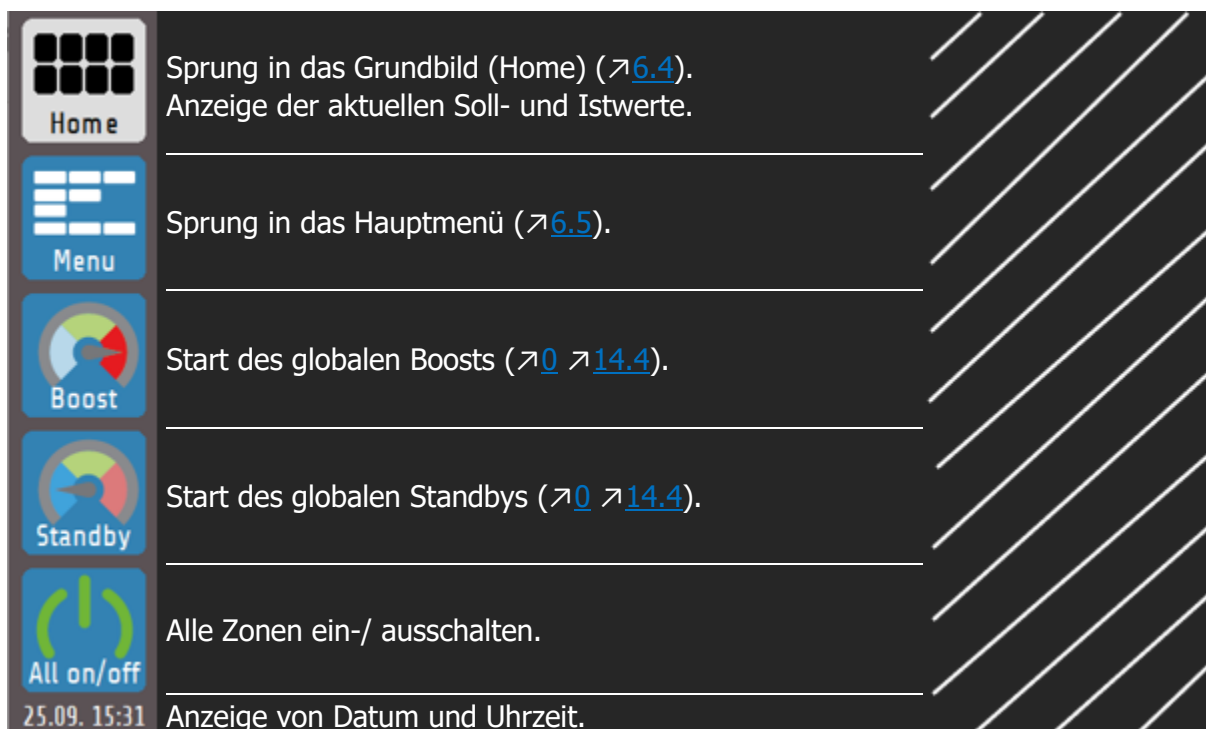 Home
Sprung in das Grundbild (Home) (↗6.4).
Anzeige der aktuellen Soll- und Istwerte.
Menu
Sprung in das Hauptmenü (↗6.5).
Boost
Start des globalen Boosts (↗0 ↗14.4).
Standby
Start des globalen Standbys (↗0 ↗14.4).
All on/off
Alle Zonen ein-/ ausschalten.
25.09. 15:31
Anzeige von Datum und Uhrzeit.